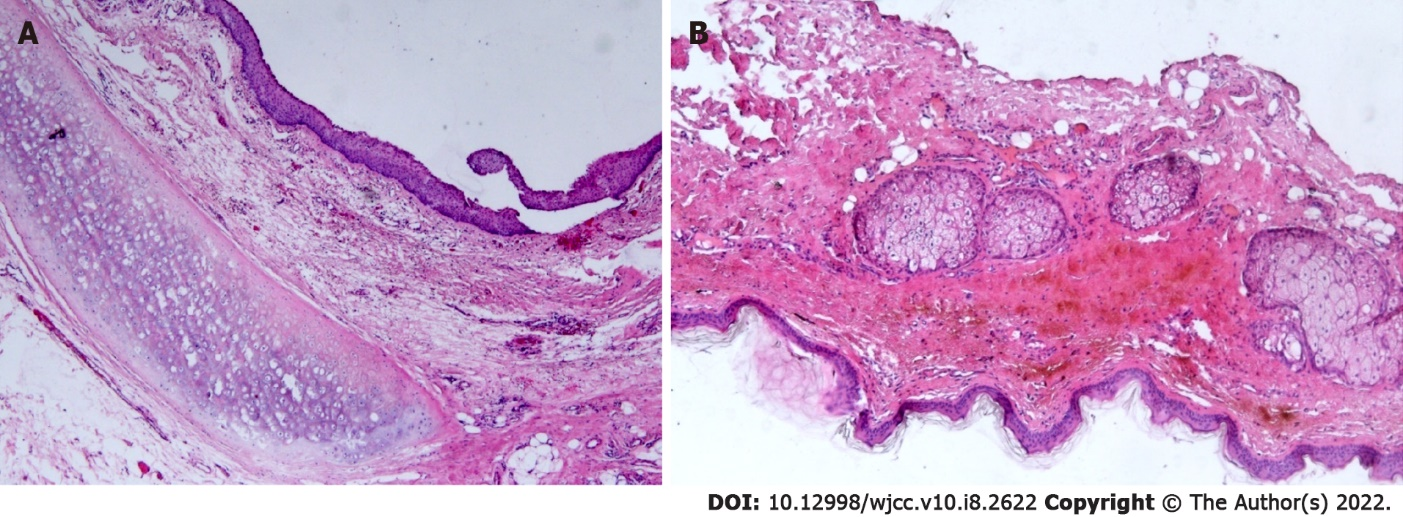 A
B
DOI: 10.12998/wjcc.v10.i8.2622 Copyright © The Author(s) 2022.